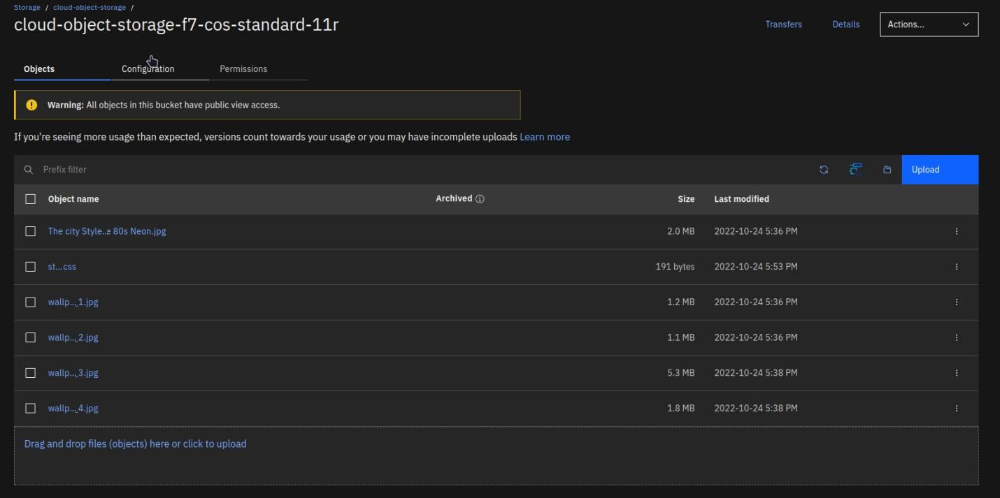 Storage / cloud-object-storage /
cloud-object-storage-f7-cos-standard-11r
Transfers Details Actions...
Objects Configuration Permissions
Warning: All objects in this bucket have public view access.
If you're seeing more usage than expected, versions count towards your usage or you may have incomplete uploads Learn more
Prefix filter Upload
Object name Archived Size Last modified
The city Style...e 80s Neon.jpg 2.0 MB 2022-10-24 5:36 PM
st...css 191 bytes 2022-10-24 5:53 PM
wallp..._1.jpg 1.2 MB 2022-10-24 5:36 PM
wallp..._2.jpg 1.1 MB 2022-10-24 5:36 PM
wallp..._3.jpg 5.3 MB 2022-10-24 5:38 PM
wallp..._4.jpg 1.8 MB 2022-10-24 5:38 PM
Drag and drop files (objects) here or click to upload